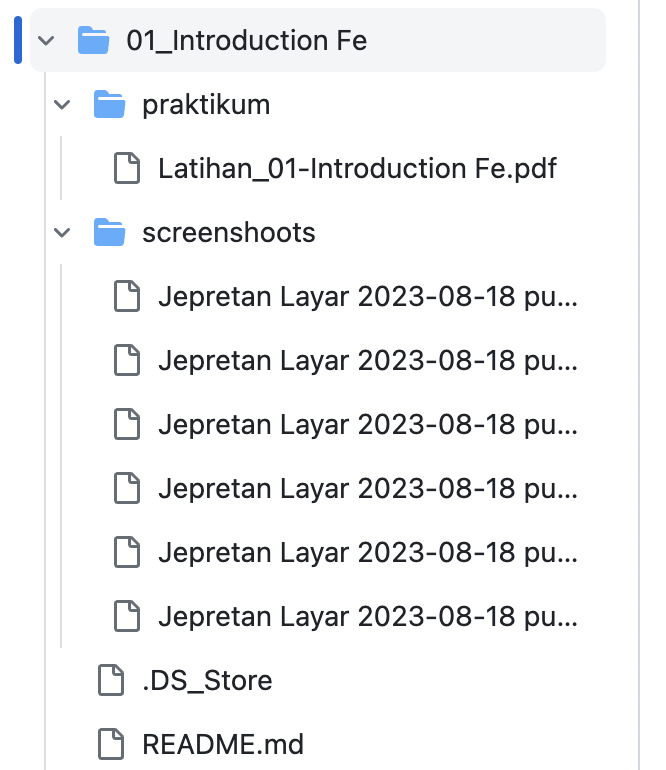 01_Introduction Fe
praktikum
Latihan_01-Introduction Fe.pdf
screenshoots
Jepretan Layar 2023-08-18 pu...
Jepretan Layar 2023-08-18 pu...
Jepretan Layar 2023-08-18 pu...
Jepretan Layar 2023-08-18 pu...
Jepretan Layar 2023-08-18 pu...
Jepretan Layar 2023-08-18 pu...
.DS_Store
README.md